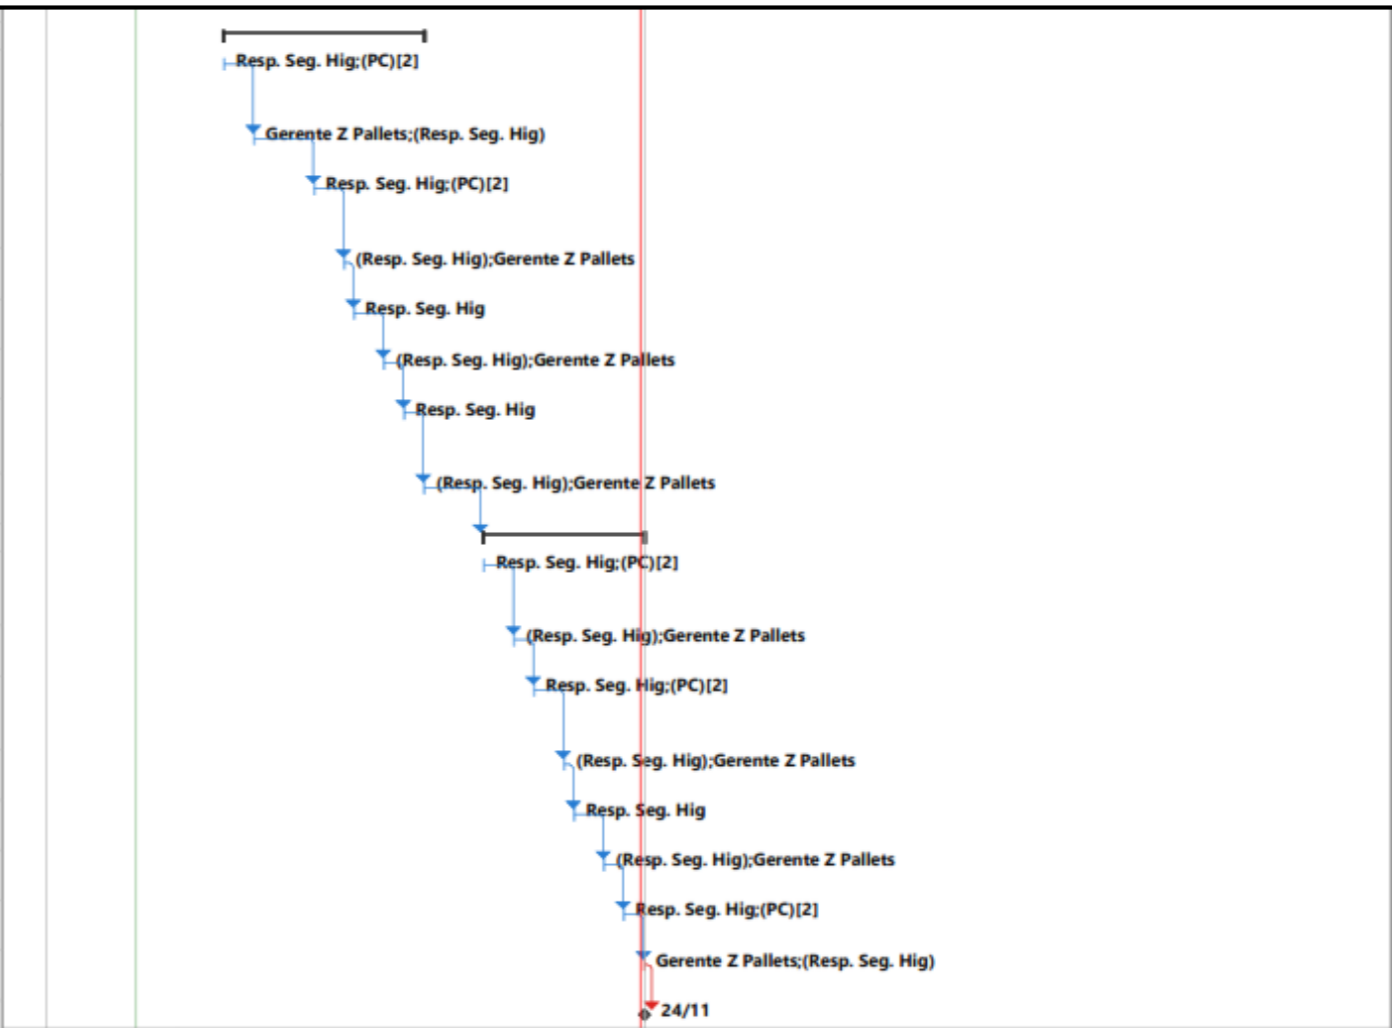 Resp. Seg. Hig;(PC)[2]
Gerente Z Pallets;(Resp. Seg. Hig)
Resp. Seg. Hig;(PC)[2]
(Resp. Seg. Hig);Gerente Z Pallets
Resp. Seg. Hig
(Resp. Seg. Hig);Gerente Z Pallets
Resp. Seg. Hig
(Resp. Seg. Hig);Gerente Z Pallets
Resp. Seg. Hig;(PC)[2]
(Resp. Seg. Hig);Gerente Z Pallets
Resp. Seg. Hig;(PC)[2]
(Resp. Seg. Hig);Gerente Z Pallets
Resp. Seg. Hig
(Resp. Seg. Hig);Gerente Z Pallets
Resp. Seg. Hig;(PC)[2]
Gerente Z Pallets;(Resp. Seg. Hig)
24/11